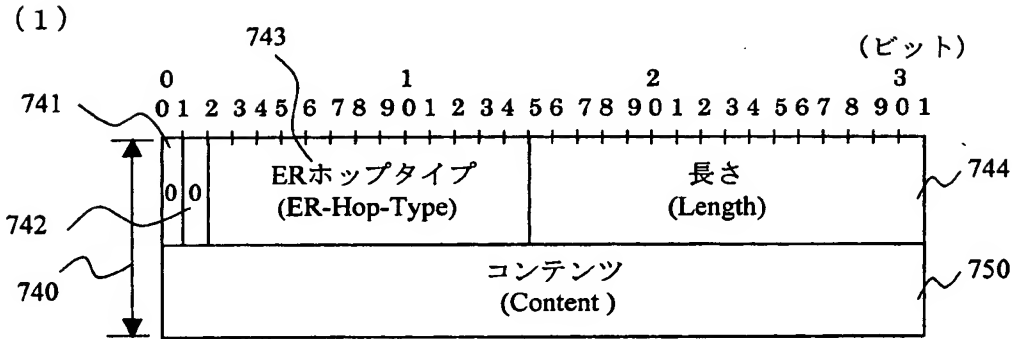 (1)
743
(ビット)
0 1 2 3
741
0 1 2 3 4 5 6 7 8 9 0 1 2 3 4 5 6 7 8 9 0 1 2 3 4 5 6 7 8 9 0 1
0 0 ERホップタイプ 長さ 744
(ER-Hop-Type) (Length)
742
740
コンテンツ 750
(Content )